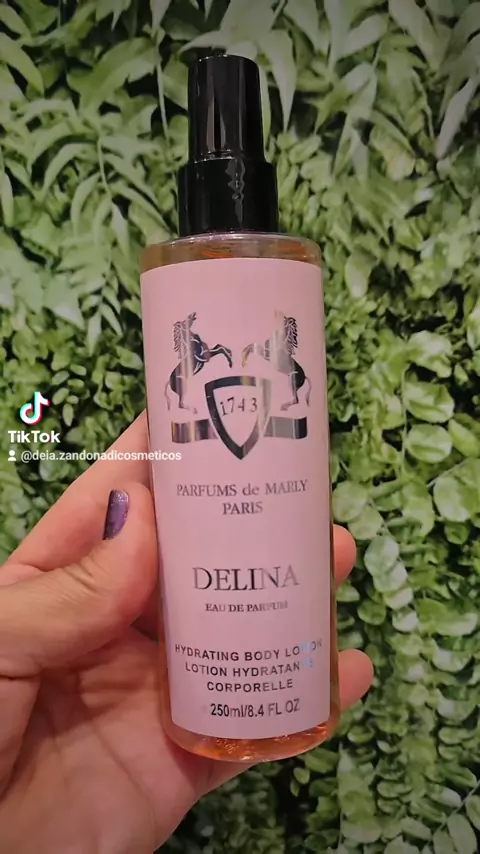 1743
PARFUMS de MARLY
PARIS
DELINA
EAU DE PARFUM
HYDRATING BODY LOTION
LOTION HYDRATANTE
CORPORELLE
250ml/8.4 FL OZ
TikTok
@deia.zandonadicosmeticos